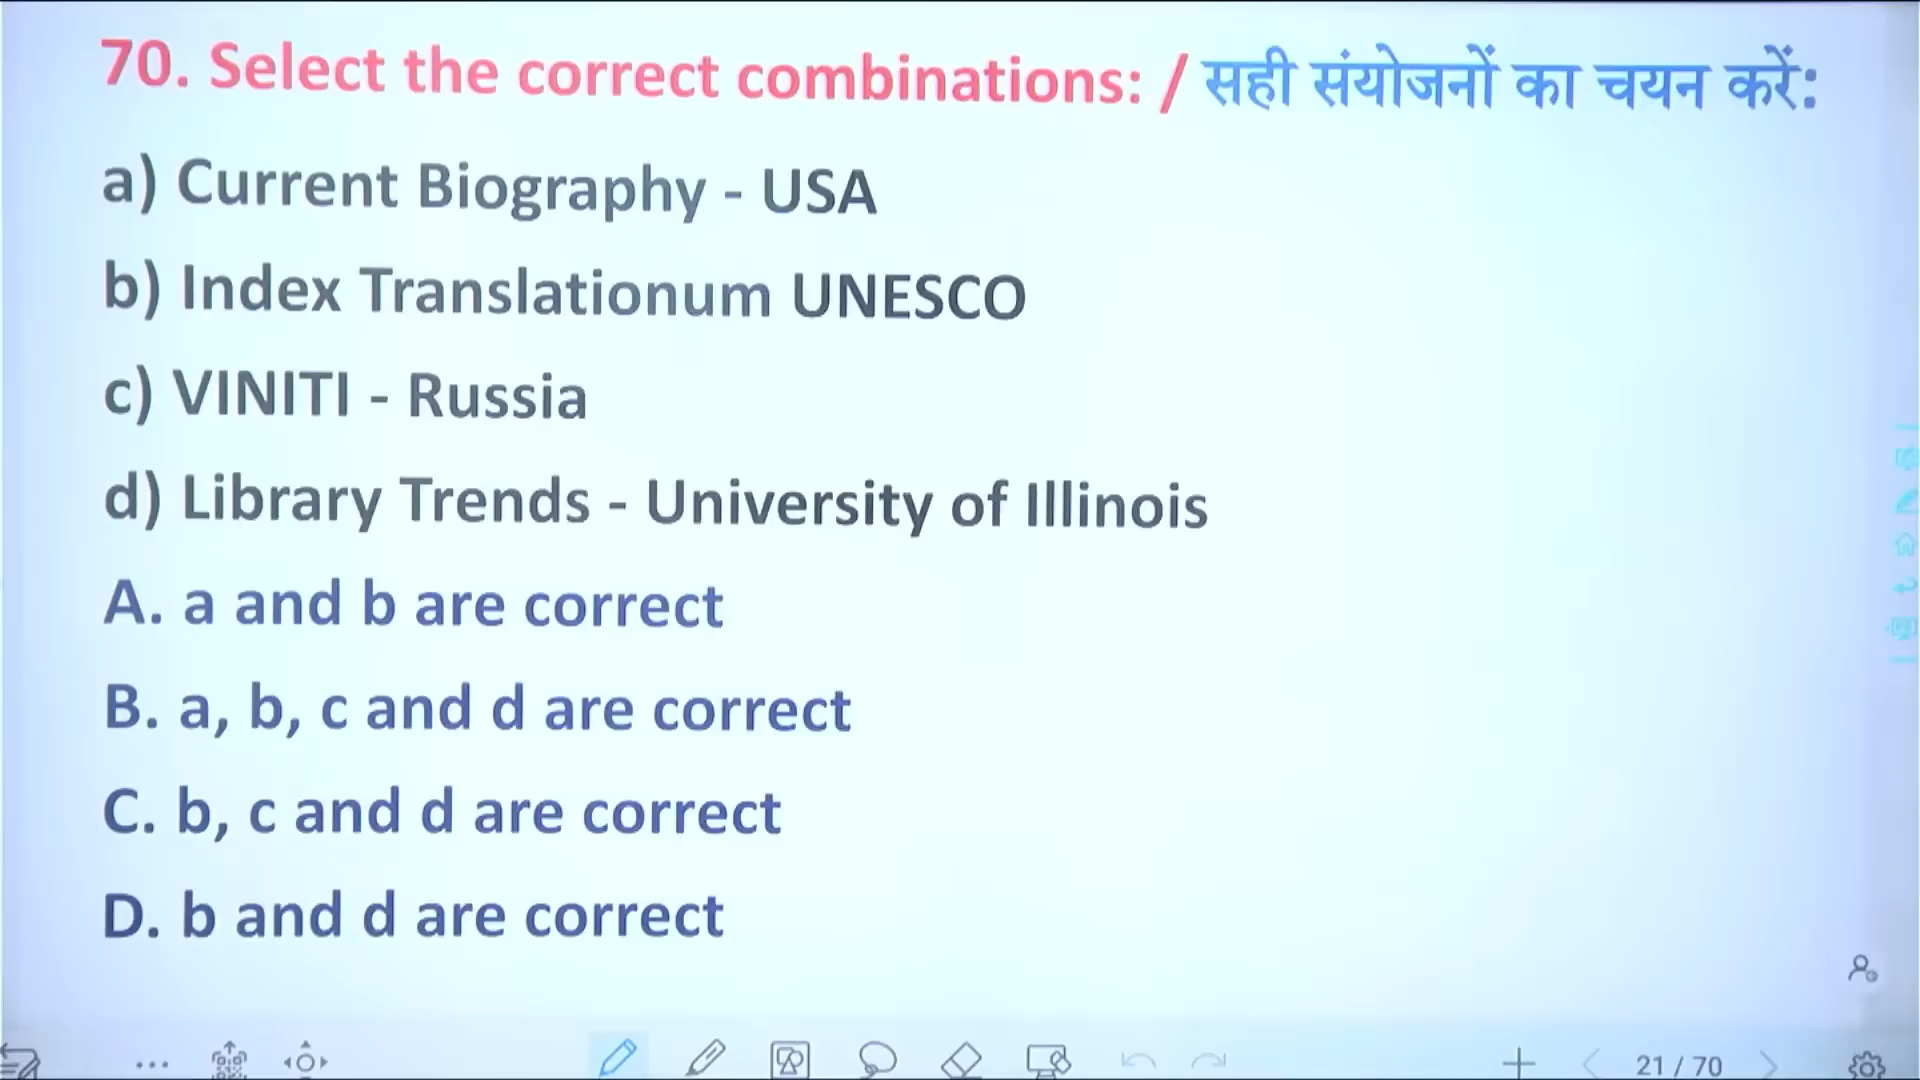 70. Select the correct combinations: / सही संयोजनों का चयन करें:
a) Current Biography - USA
b) Index Translationum UNESCO
c) VINITI - Russia
d) Library Trends - University of Illinois
A. a and b are correct
B. a, b, c and d are correct
C. b, c and d are correct
D. b and d are correct
21 / 70